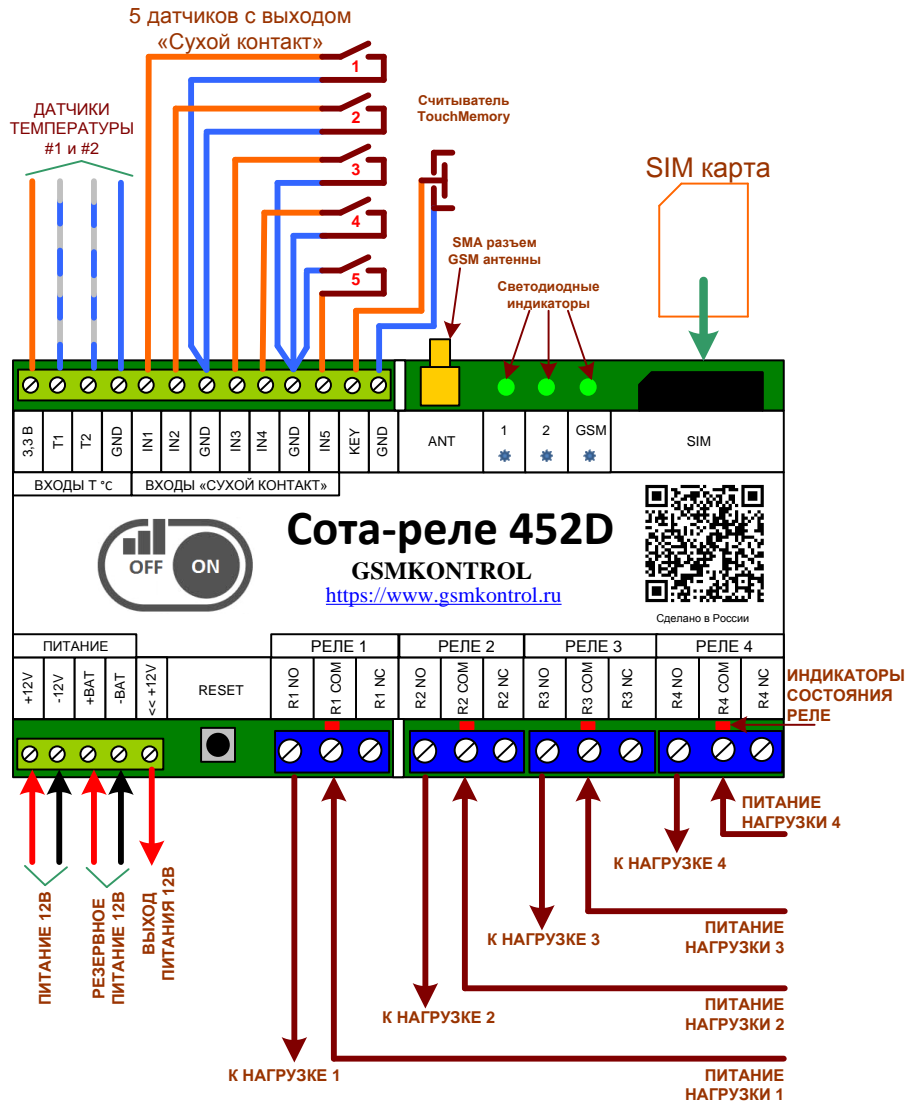 5 датчиков с выходом
«Сухой контакт»
1
2
3
4
5
ДАТЧИКИ
ТЕМПЕРАТУРЫ
#1 и #2
Считыватель
TouchMemory
SIM карта
SMA разъем
GSM антенны
Светодиодные
индикаторы
3,3 В
T1
T2
GND
IN1
IN2
GND
IN3
IN4
GND
IN5
KEY
GND
ANT
1
2
GSM
SIM
ВХОДЫ T °C
ВХОДЫ «СУХОЙ КОНТАКТ»
OFF
ON
Сота-реле 452D
GSMKONTROL
https://www.gsmkontrol.ru
Сделано в России
ПИТАНИЕ
РЕЛЕ 1
РЕЛЕ 2
РЕЛЕ 3
РЕЛЕ 4
+12V
-12V
+BAT
-BAT
<< +12V
RESET
R1 NO
R1 COM
R1 NC
R2 NO
R2 COM
R2 NC
R3 NO
R3 COM
R3 NC
R4 NO
R4 COM
R4 NC
ИНДИКАТОРЫ
СОСТОЯНИЯ
РЕЛЕ
ПИТАНИЕ 12В
РЕЗЕРВНОЕ
ПИТАНИЕ 12В
ВЫХОД
ПИТАНИЯ 12В
ПИТАНИЕ
НАГРУЗКИ 4
К НАГРУЗКЕ 4
ПИТАНИЕ
НАГРУЗКИ 3
К НАГРУЗКЕ 3
ПИТАНИЕ
НАГРУЗКИ 2
К НАГРУЗКЕ 2
ПИТАНИЕ
НАГРУЗКИ 1
К НАГРУЗКЕ 1